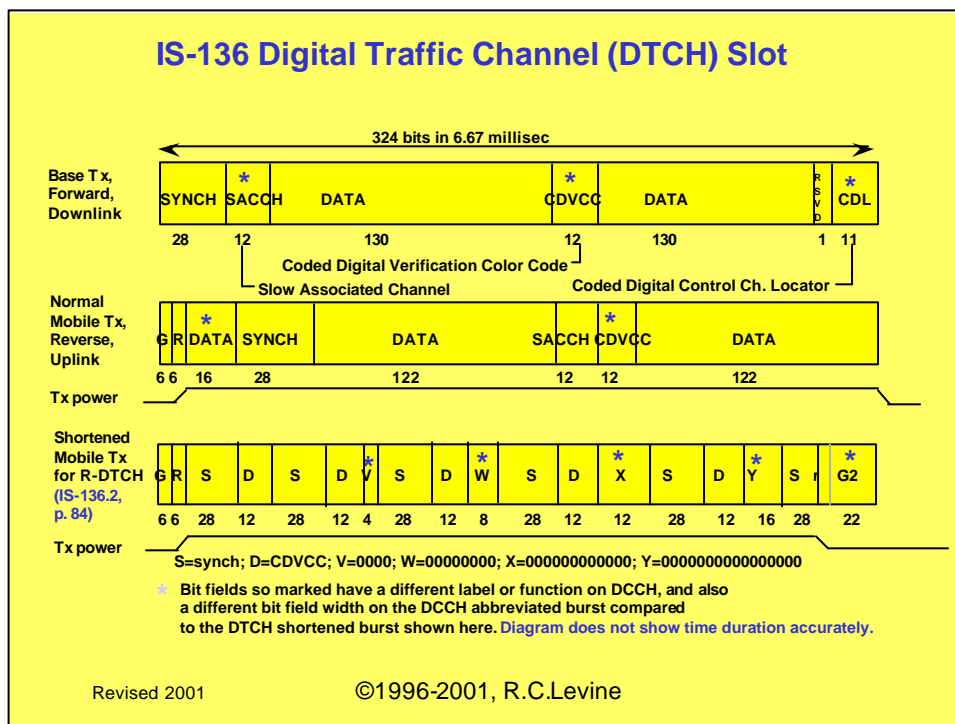 IS-136 Digital Traffic Channel (DTCH) Slot
324 bits in 6.67 millisec
Base Tx,
Forward,
Downlink
SYNCH * SACCH DATA * CDVCC DATA RSVD * CDL
28 12 130 12 130 1 11
Coded Digital Verification Color Code
Slow Associated Channel Coded Digital Control Ch. Locator
Normal
Mobile Tx,
Reverse,
Uplink
G R * DATA SYNCH DATA SACCH * CDVCC DATA
6 6 16 28 122 12 12 122
Tx power
Shortened
Mobile Tx
for R-DTCH
(IS-136.2,
p. 84)
G R S D S D * V S D * W S D * X S D * Y S r * G2
6 6 28 12 28 12 4 28 12 8 28 12 12 28 12 16 28 22
Tx power
S=synch; D=CDVCC; V=0000; W=00000000; X=000000000000; Y=0000000000000000
* Bit fields so marked have a different label or function on DCCH, and also
a different bit field width on the DCCH abbreviated burst compared
to the DTCH shortened burst shown here. Diagram does not show time duration accurately.
Revised 2001 ©1996-2001, R.C.Levine